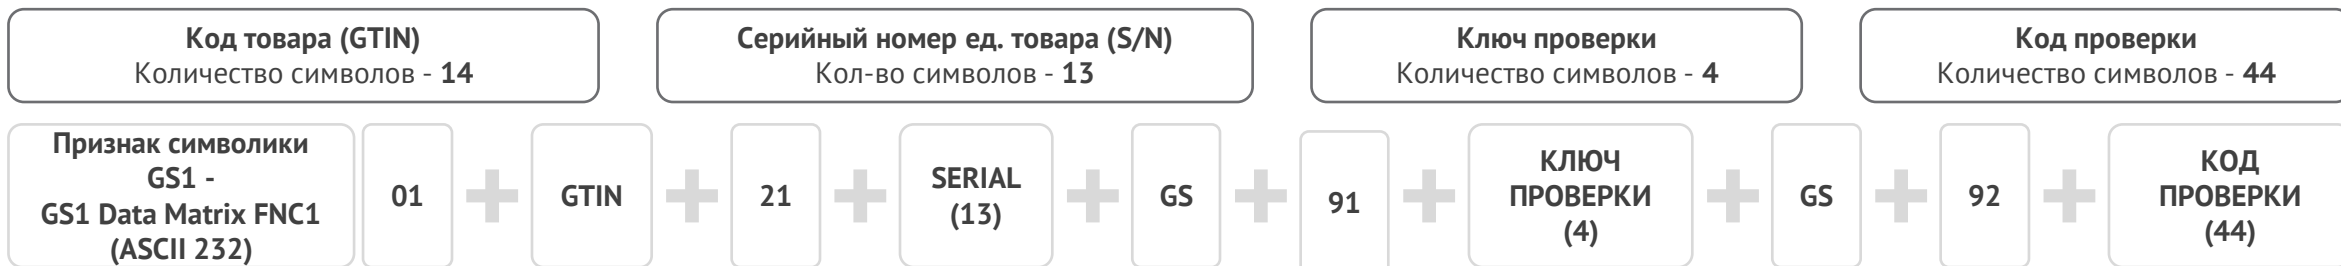 Код товара (GTIN)
Количество символов - 14
Серийный номер ед. товара (S/N)
Кол-во символов - 13
Ключ проверки
Количество символов - 4
Код проверки
Количество символов - 44
Признак символики
GS1 -
GS1 Data Matrix FNC1
(ASCII 232)
01
+
GTIN
+
21
+
SERIAL
(13)
+
GS
+
91
+
КЛЮЧ
ПРОВЕРКИ
(4)
+
GS
+
92
+
КОД
ПРОВЕРКИ
(44)